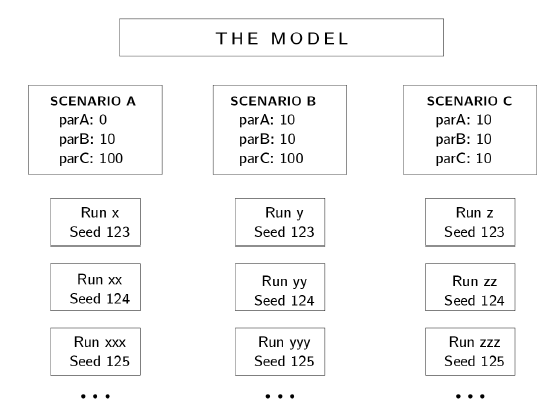 THE MODEL
SCENARIO A
parA: 0
parB: 10
parC: 100
SCENARIO B
parA: 10
parB: 10
parC: 100
SCENARIO C
parA: 10
parB: 10
parC: 10
Run x
Seed 123
Run y
Seed 123
Run z
Seed 123
Run xx
Seed 124
Run yy
Seed 124
Run zz
Seed 124
Run xxx
Seed 125
Run yyy
Seed 125
Run zzz
Seed 125
• • •
• • •
• • •